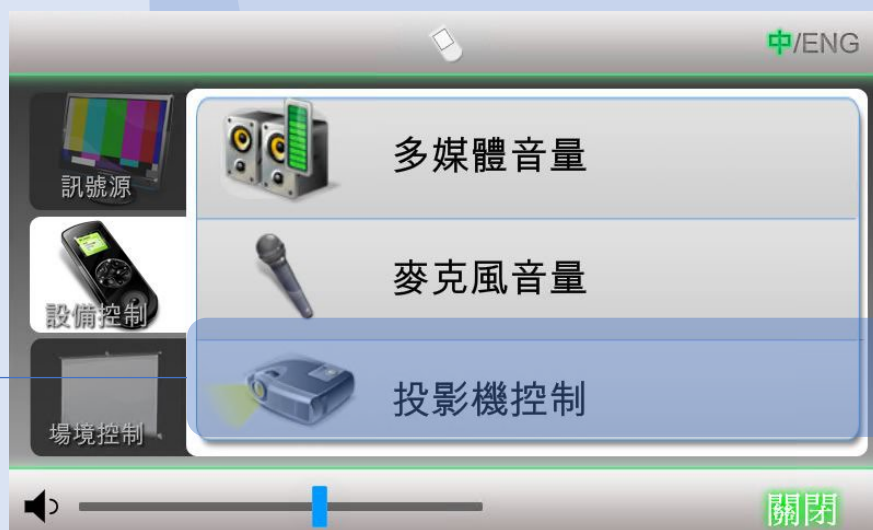 中/ENG
訊號源
多媒體音量
設備控制
麥克風音量
場境控制
投影機控制
關閉